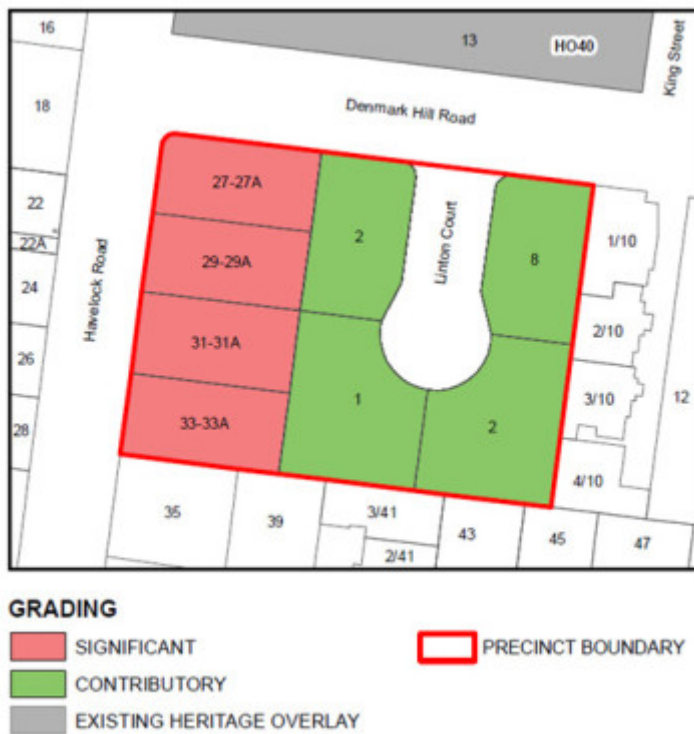 16
13
HO40
King Street
18
Denmark Hill Road
27-27A
22
22A
2
Linton Court
8
1/10
29-29A
24
Havelock Road
2/10
31-31A
26
3/10
12
1
2
33-33A
28
4/10
35
39
3/41
2/41
43
45
47
GRADING
SIGNIFICANT
PRECINCT BOUNDARY
CONTRIBUTORY
EXISTING HERITAGE OVERLAY